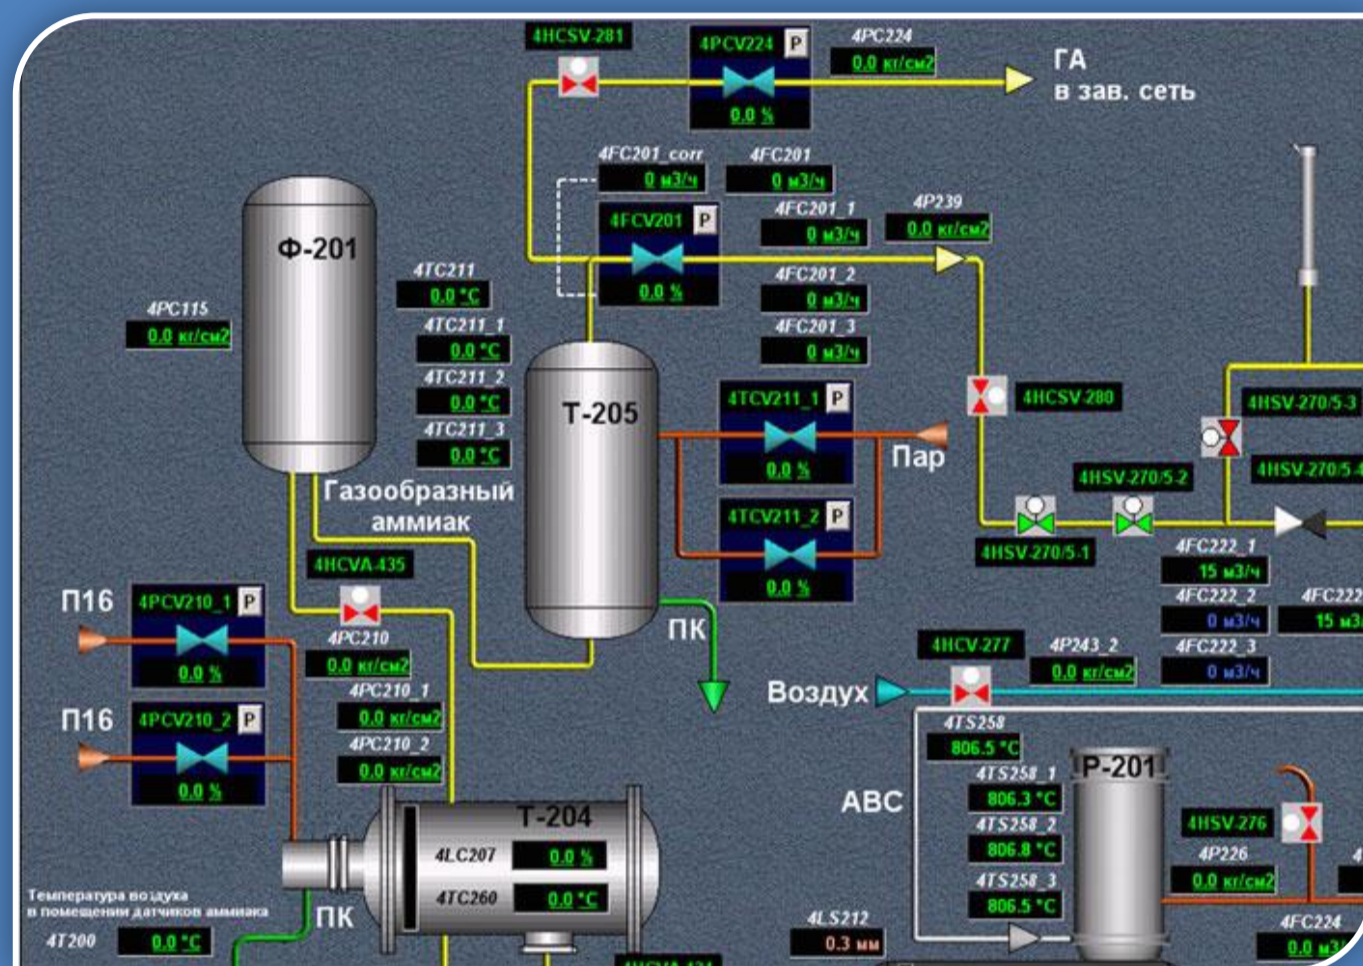 4HCSV-281
4PCV224 P
0.0 %
4PC224
0.0 кг/см2
ГА
в зав. сеть
4FC201_corr
0 м3/ч
4FC201
0 м3/ч
4FCV201 P
0.0 %
4FC201_1
0 м3/ч
4P239
0.0 кг/см2
4FC201_2
0 м3/ч
4FC201_3
0 м3/ч
Ф-201
4PC115
0.0 кг/см2
4TC211
0.0 °C
4TC211_1
0.0 °C
4TC211_2
0.0 °C
4TC211_3
0.0 °C
Газообразный
аммиак
Т-205
4TCV211_1 P
0.0 %
4TCV211_2 P
0.0 %
Пар
ПК
4HCSV-280
4HSV-270/5-3
4HSV-270/5-2
4HSV-270/5-4
4HSV-270/5-1
4FC222_1
15 м3/ч
4FC222_2
0 м3/ч
4FC222
15 м3/
4FC222_3
0 м3/ч
4HCVA-435
П16
4PCV210_1 P
0.0 %
П16
4PCV210_2 P
0.0 %
4PC210
0.0 кг/см2
4PC210_1
0.0 кг/см2
4PC210_2
0.0 кг/см2
4HCV-277
4P243_2
0.0 кг/см2
Воздух
4TS258
806.5 °C
4TS258_1
806.3 °C
4TS258_2
806.8 °C
4TS258_3
806.5 °C
АВС
Р-201
4HSV-276
4P226
0.0 кг/см2
4FC224
0.0 м3/
4LS212
0.3 мм
Т-204
4LC207 0.0 %
4TC260 0.0 °C
ПК
Температура воздуха
в помещении датчиков аммиака
4T200 0.0 °C